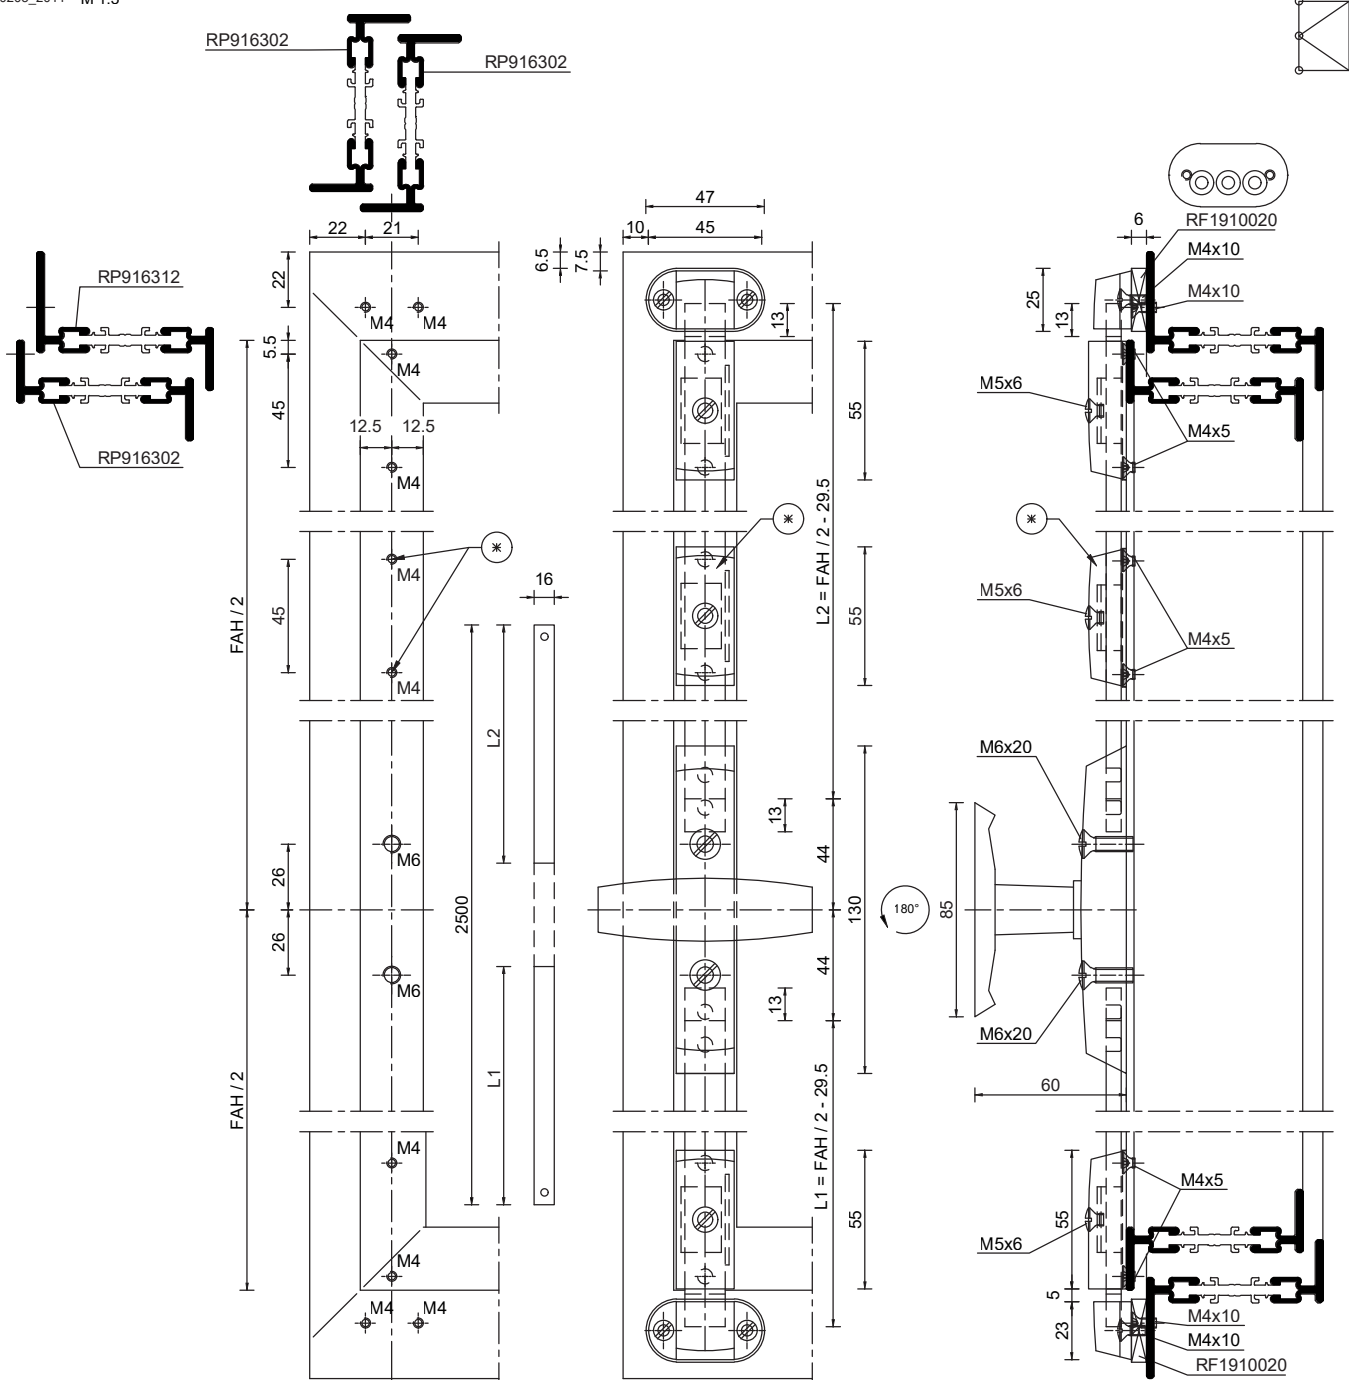 M 1:5
RP916302
RP916302
47
22
21
10
45
6
RF1910020
M4x10
M4x10
6.5
7.5
22
25
13
13
M4
M4
RP916312
5.5
M4
M5x6
45
12.5
12.5
55
M4x5
RP916302
M4
L2 = FAH / 2 - 29.5
M4
16
M5x6
FAH / 2
45
55
M4x5
M4
L2
M6x20
13
44
M6
26
2500
130
180°
85
26
44
M6
13
M6x20
L1
FAH / 2
60
L1 = FAH / 2 - 29.5
M4
M4x5
55
55
M5x6
M4
5
M4
M4
M4x10
23
M4x10
RF1910020